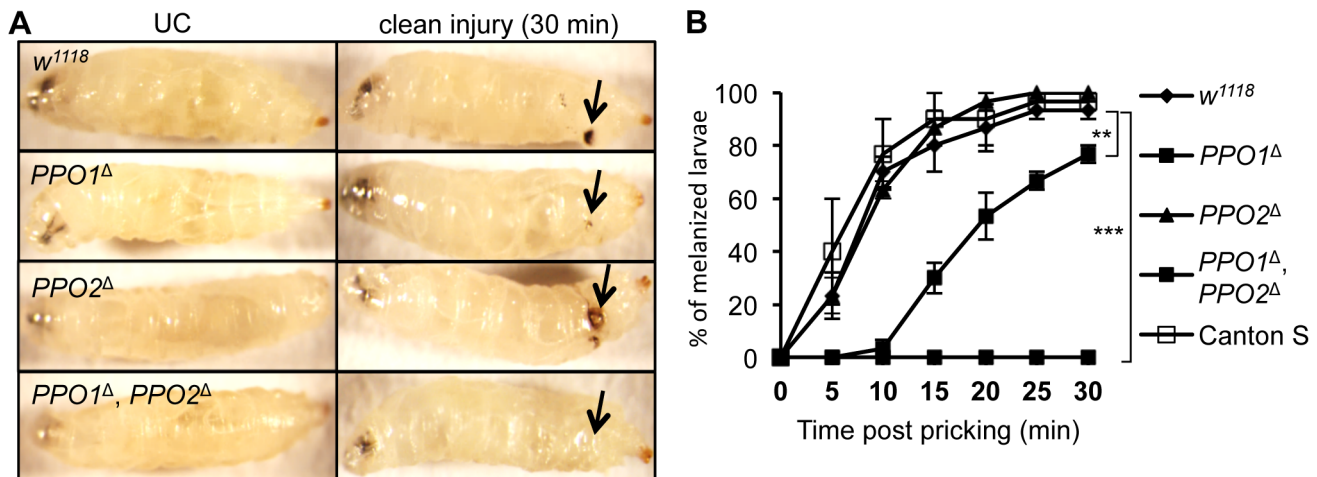 A
UC
clean injury (30 min)
w1118
PPO1Δ
PPO2Δ
PPO1Δ, PPO2Δ
B
% of melanized larvae
100
80
60
40
20
0
0 5 10 15 20 25 30
Time post pricking (min)
**
***
w1118
PPO1Δ
PPO2Δ
PPO1Δ,
PPO2Δ
Canton S